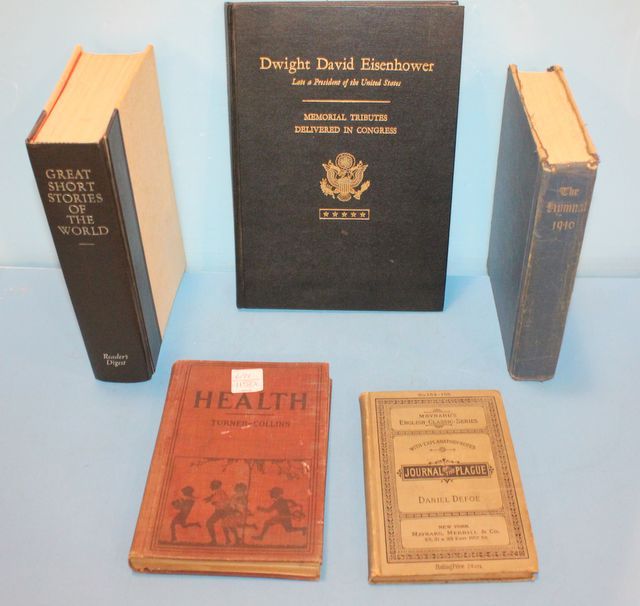 GREAT
SHORT
STORIES
OF
THE
WORLD
Reader's
Digest
Dwight David Eisenhower
Late a President of the United States
MEMORIAL TRIBUTES
DELIVERED IN CONGRESS
The
Hymnal
1940
HEALTH
TURNER-COLLINS
MAYNARD'S
ENGLISH CLASSIC SERIES
WITH EXPLANATORY NOTES
JOURNAL OF THE PLAGUE
DANIEL DEFOE
NEW YORK
MAYNARD, MERRILL & CO.